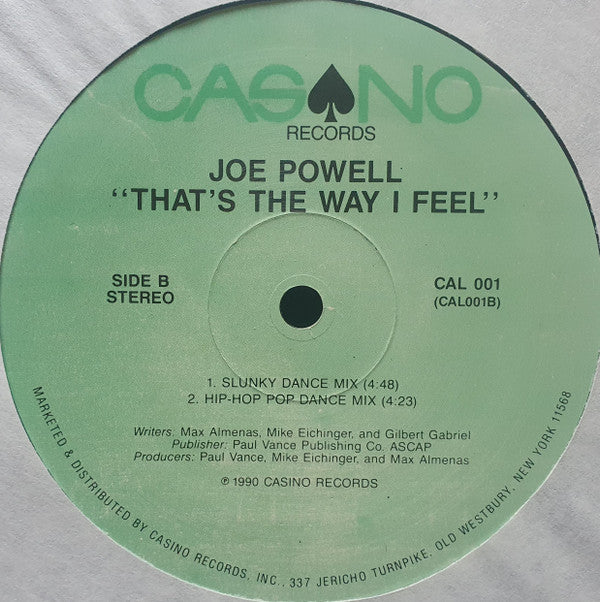 CASINO
RECORDS
JOE POWELL
"THAT'S THE WAY I FEEL"
SIDE B
STEREO
CAL 001
(CAL001B)
1. SLUNKY DANCE MIX (4:48)
2. HIP-HOP POP DANCE MIX (4:23)
Writers: Max Almenas, Mike Eichinger, and Gilbert Gabriel
Publisher: Paul Vance Publishing Co. ASCAP
Producers: Paul Vance, Mike Eichinger, and Max Almenas
℗ 1990 CASINO RECORDS
MARKETED & DISTRIBUTED BY CASINO RECORDS, INC., 337 JERICHO TURNPIKE, OLD WESTBURY, NEW YORK 11568